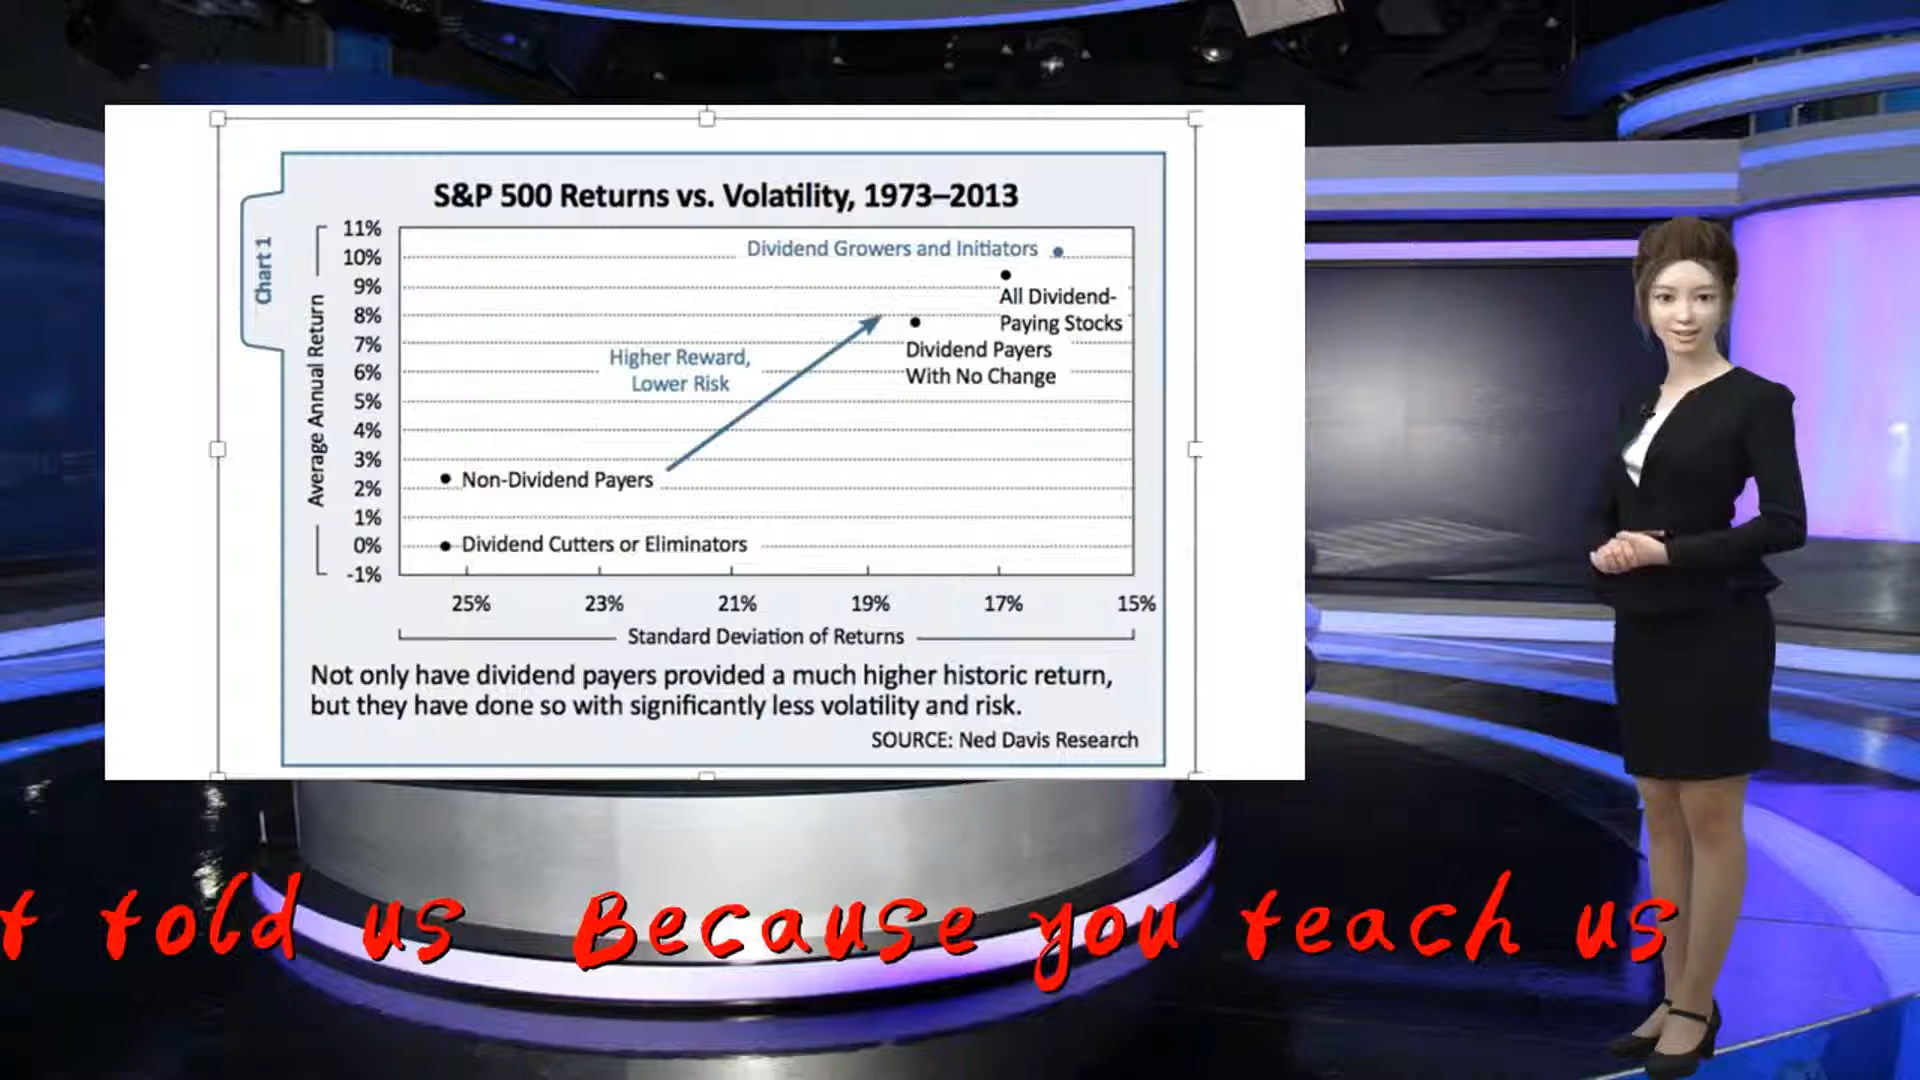 S&P 500 Returns vs. Volatility, 1973–2013
Chart 1
Average Annual Return
11%
10%
9%
8%
7%
6%
5%
4%
3%
2%
1%
0%
-1%
Dividend Growers and Initiators
All Dividend-
Paying Stocks
Dividend Payers
With No Change
Higher Reward,
Lower Risk
Non-Dividend Payers
Dividend Cutters or Eliminators
25% 23% 21% 19% 17% 15%
Standard Deviation of Returns
Not only have dividend payers provided a much higher historic return,
but they have done so with significantly less volatility and risk.
SOURCE: Ned Davis Research
told us Because you teach us